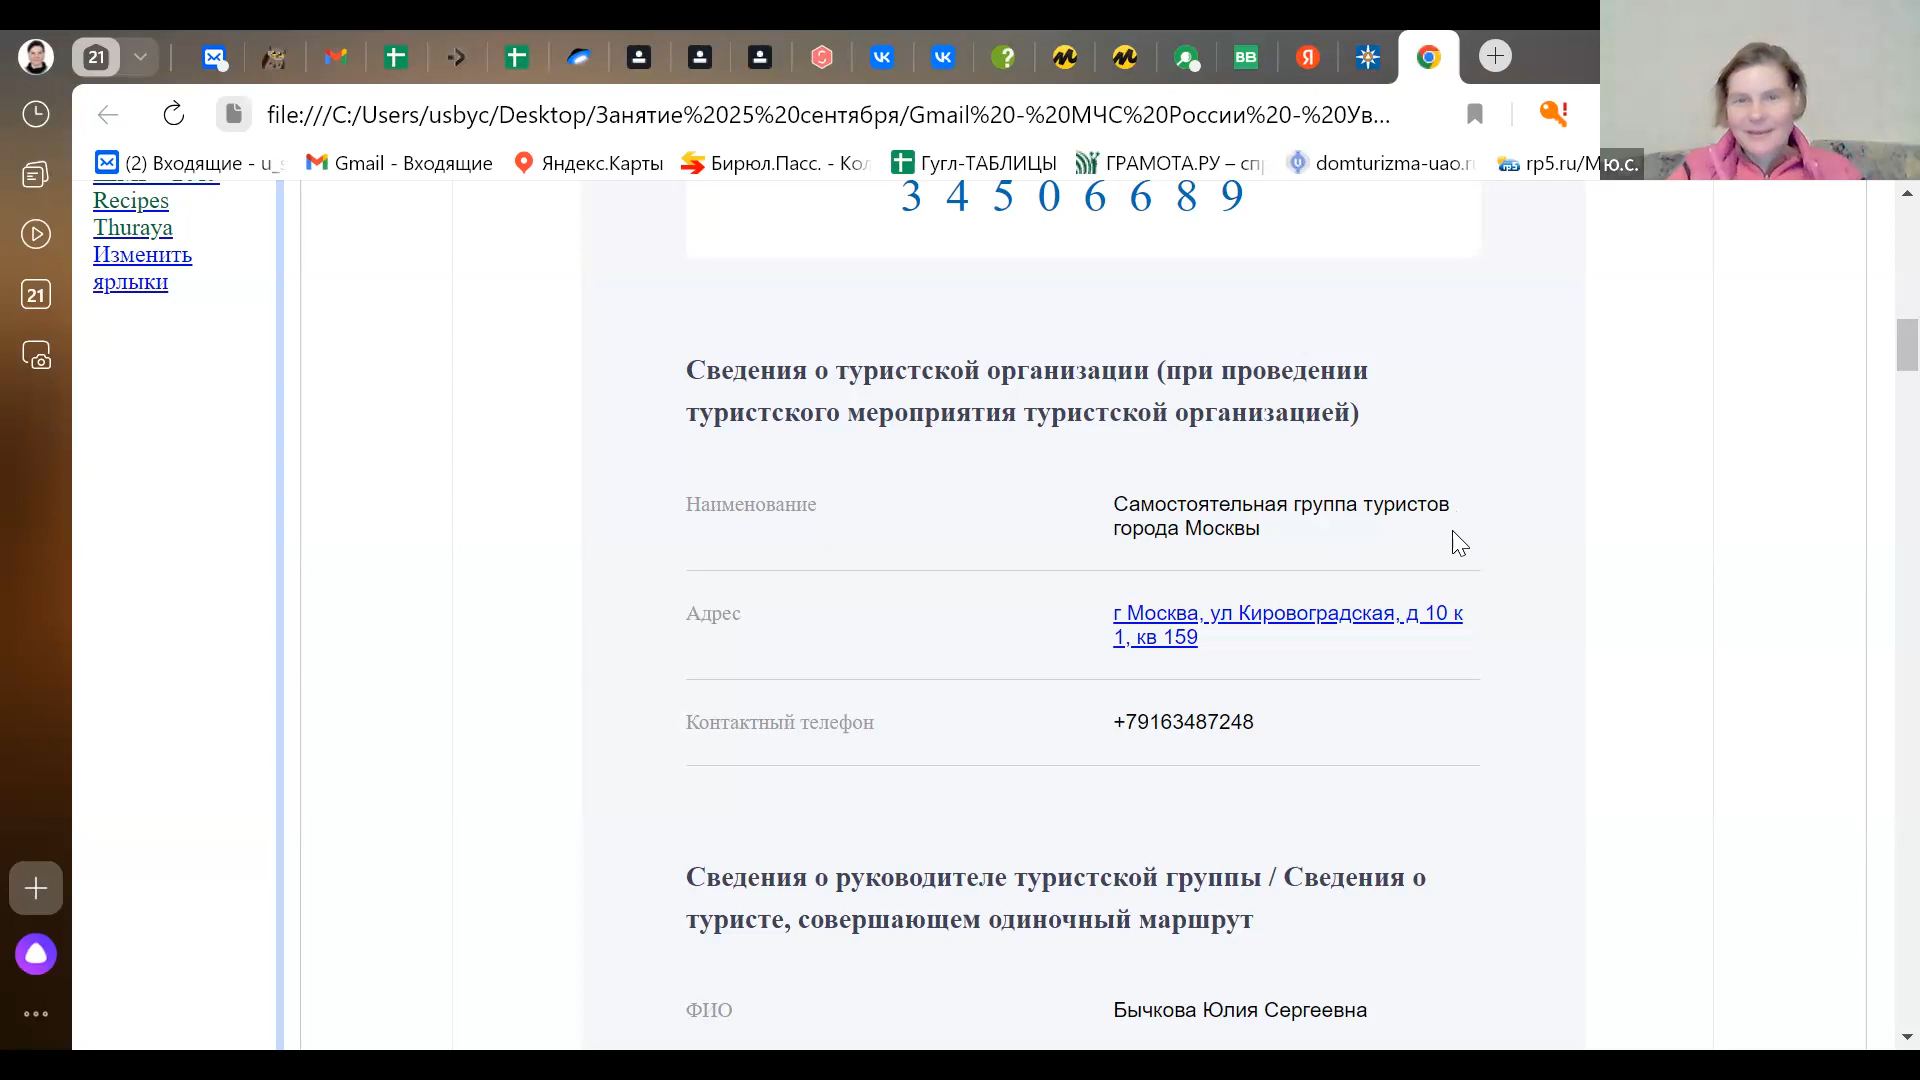 21
file:///C:/Users/usbyc/Desktop/Занятие%2025%20сентября/Gmail%20-%20МЧС%20России%20-%20Ув...
(2) Входящие - u_
Gmail - Входящие
Яндекс.Карты
Бирюл.Пасс. - Кол
Гугл-ТАБЛИЦЫ
ГРАМОТА.РУ – спр
domturizma-uao.ru
rp5.ru/М
Ю.С.
Recipes
Thuraya
Изменить
ярлыки
21
3 4 5 0 6 6 8 9
Сведения о туристской организации (при проведении
туристского мероприятия туристской организацией)
Наименование
Самостоятельная группа туристов
города Москвы
Адрес
г Москва, ул Кировоградская, д 10 к
1, кв 159
Контактный телефон
+79163487248
Сведения о руководителе туристской группы / Сведения о
туристе, совершающем одиночный маршрут
ФИО
Бычкова Юлия Сергеевна